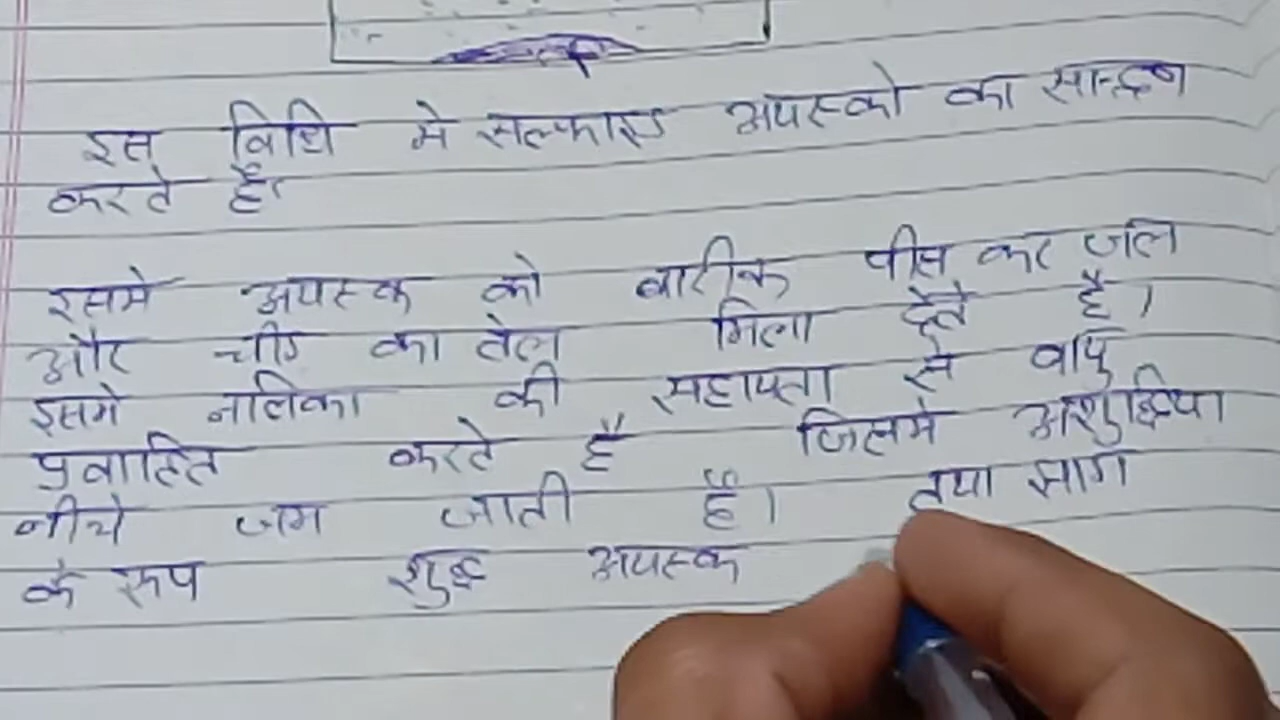 इस विधि मे सल्फाइड अयस्को का सान्द्रण
करते है।
इसमे अयस्क को बारीक पीस कर जल
और चीड का तेल मिला देते है।
इसमे नलिका की सहायता से वायु
प्रवाहित करते है जिसमे अशुद्धिया
नीचे जम जाती है। तथा झाग
के रूप शुद्ध अयस्क